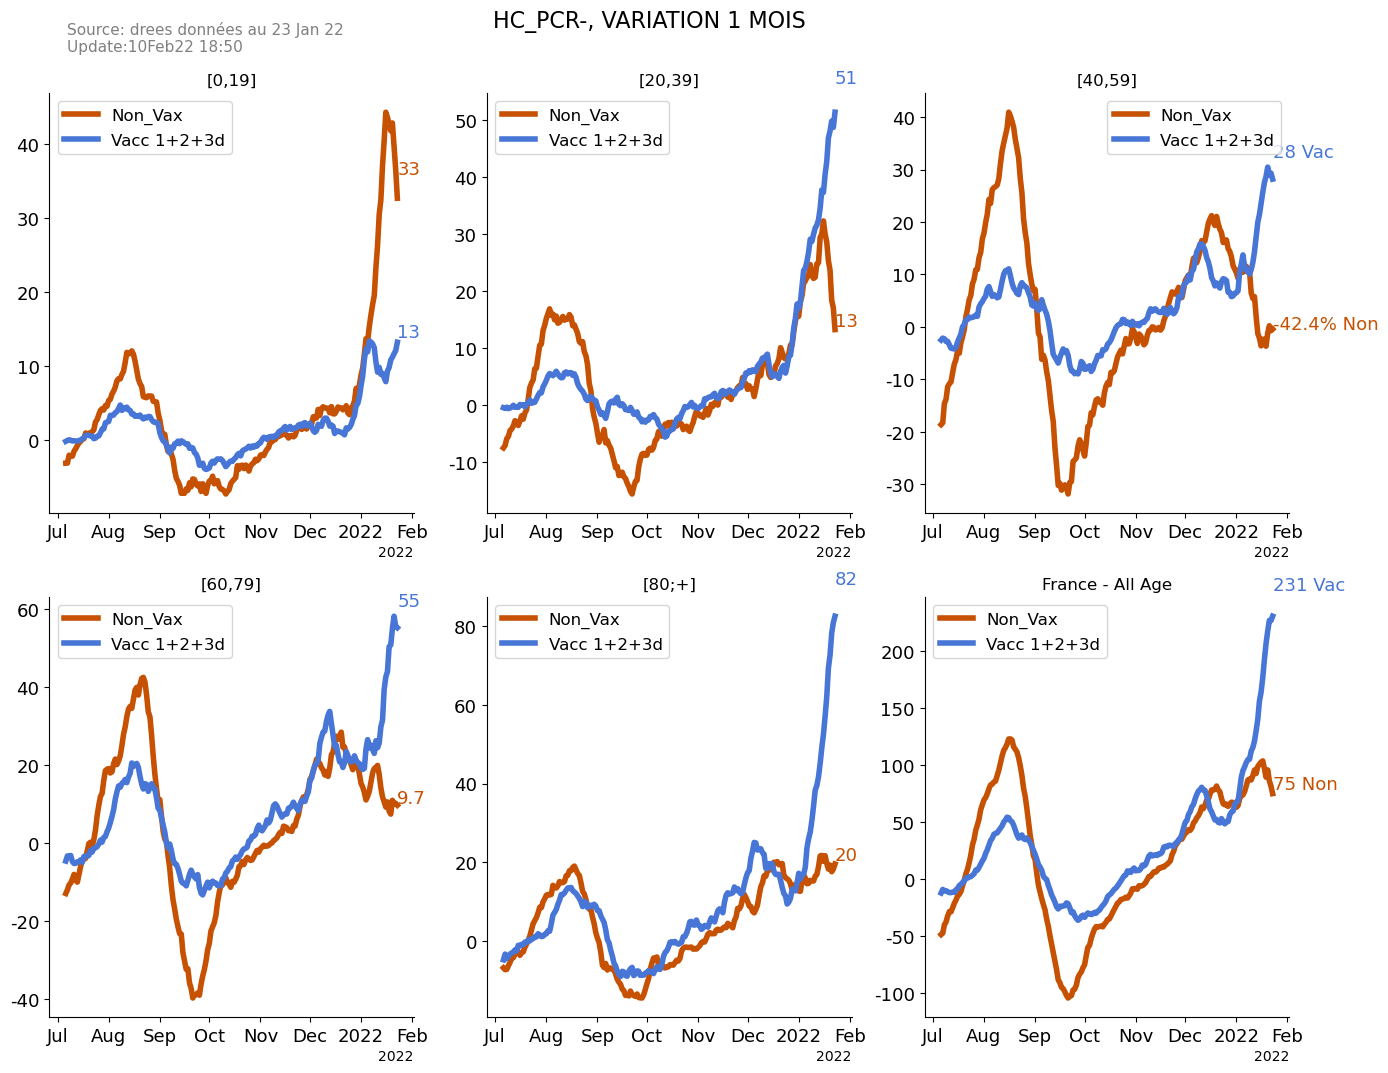 HC_PCR-, VARIATION 1 MOIS
Source: drees données au 23 Jan 22
Update:10Feb22 18:50
[0,19]
Non_Vax
Vacc 1+2+3d
40
30
20
10
0
33
13
Jul Aug Sep Oct Nov Dec 2022 Feb
2022
[20,39]
51
Non_Vax
Vacc 1+2+3d
50
40
30
20
10
0
-10
13
Jul Aug Sep Oct Nov Dec 2022 Feb
2022
[40,59]
Non_Vax
Vacc 1+2+3d
28 Vac
40
30
20
10
0
-10
-20
-30
-42.4% Non
Jul Aug Sep Oct Nov Dec 2022 Feb
2022
[60,79]
55
Non_Vax
Vacc 1+2+3d
60
40
20
0
-20
-40
9.7
Jul Aug Sep Oct Nov Dec 2022 Feb
2022
[80;+]
82
Non_Vax
Vacc 1+2+3d
80
60
40
20
0
20
Jul Aug Sep Oct Nov Dec 2022 Feb
2022
France - All Age
231 Vac
Non_Vax
Vacc 1+2+3d
200
150
100
50
0
-50
-100
75 Non
Jul Aug Sep Oct Nov Dec 2022 Feb
2022